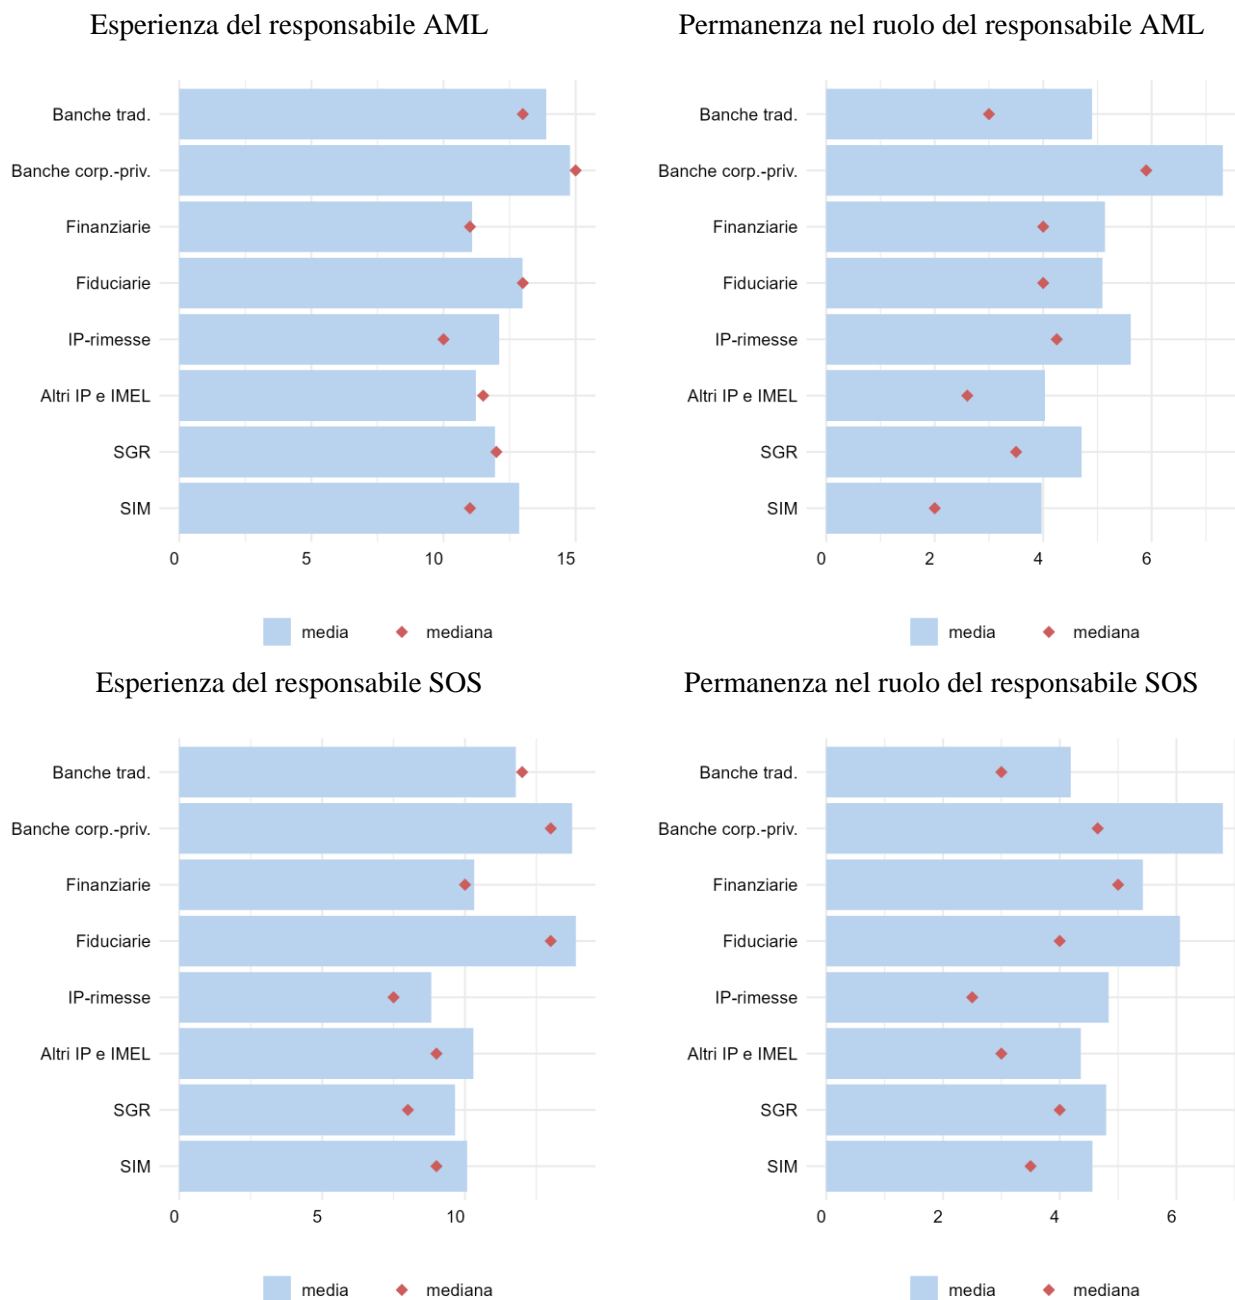 Esperienza del responsabile AML
Banche trad.
Banche corp.-priv.
Finanziarie
Fiduciarie
IP-rimesse
Altri IP e IMEL
SGR
SIM
0 5 10 15
media mediana
Permanenza nel ruolo del responsabile AML
Banche trad.
Banche corp.-priv.
Finanziarie
Fiduciarie
IP-rimesse
Altri IP e IMEL
SGR
SIM
0 2 4 6
media mediana
Esperienza del responsabile SOS
Banche trad.
Banche corp.-priv.
Finanziarie
Fiduciarie
IP-rimesse
Altri IP e IMEL
SGR
SIM
0 5 10
media mediana
Permanenza nel ruolo del responsabile SOS
Banche trad.
Banche corp.-priv.
Finanziarie
Fiduciarie
IP-rimesse
Altri IP e IMEL
SGR
SIM
0 2 4 6
media mediana